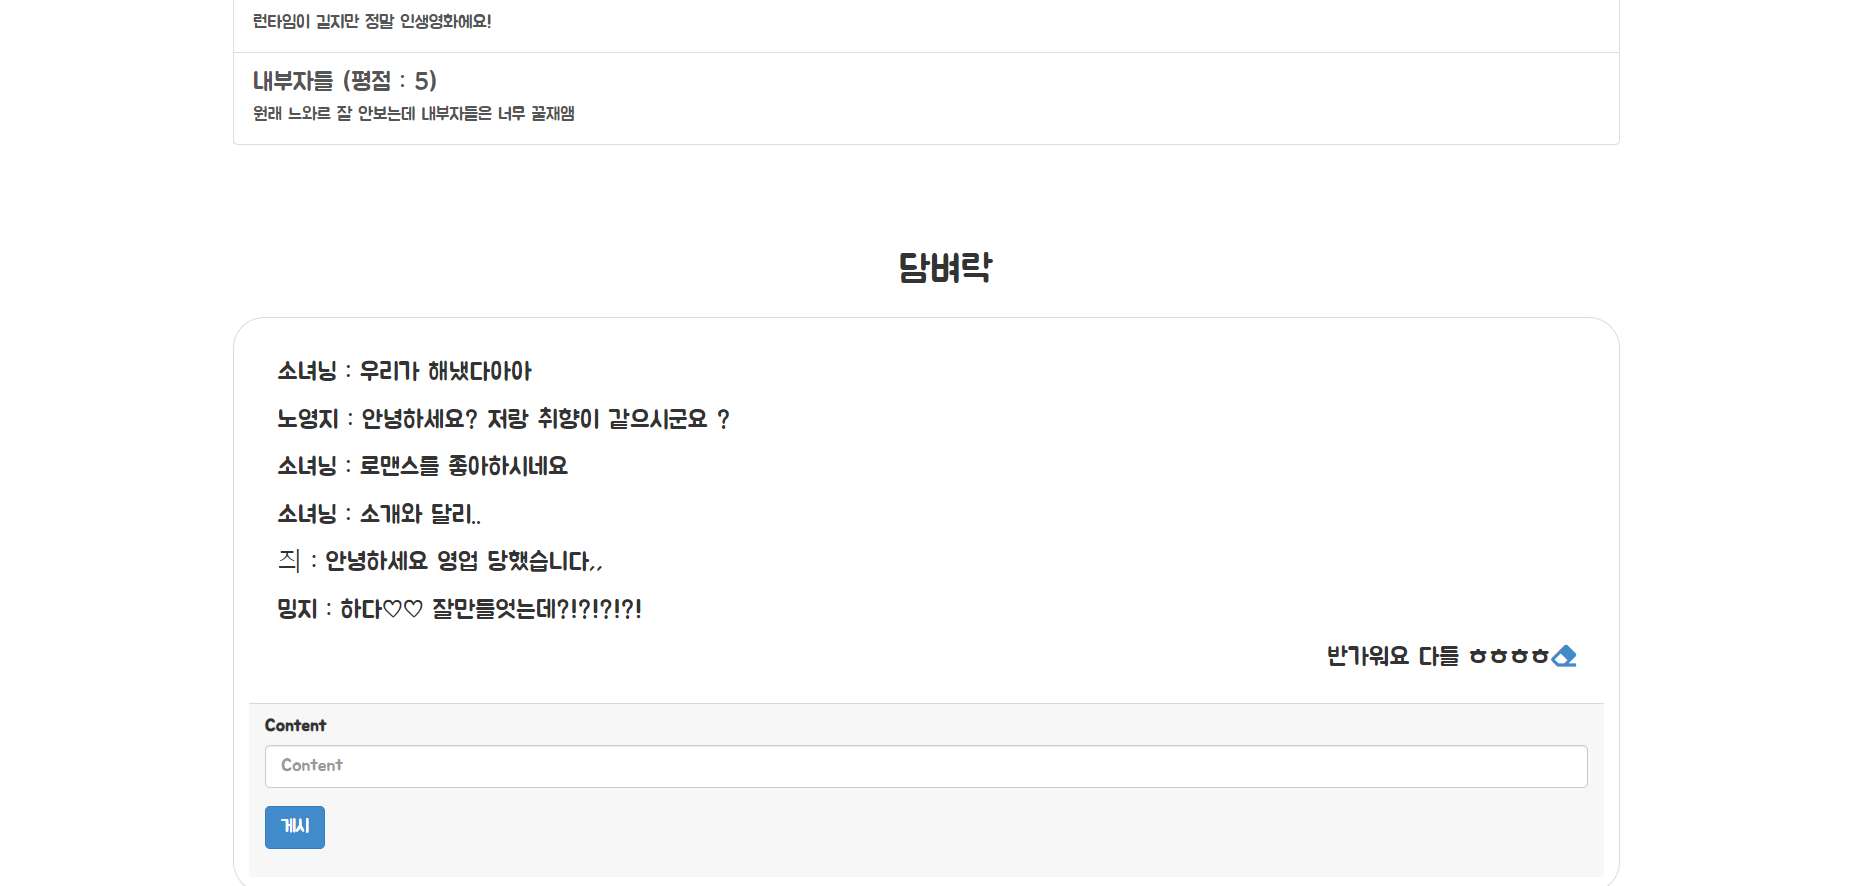 런타임이 길지만 정말 인생영화에요!
내부자들 (평점 : 5)
원래 느와르 잘 안보는데 내부자들은 너무 꿀재앰
담벼락
소녀닝 : 우리가 해냈다아아
노영지 : 안녕하세요? 저랑 취향이 같으시군요 ?
소녀닝 : 로맨스를 좋아하시네요
소녀닝 : 소개와 달리..
즤 : 안녕하세요 영업 당했습니다,,
밍지 : 하다♡♡ 잘만들엇는데?!?!?!?!
반가워요 다들 ㅎㅎㅎㅎ
Content
Content
게시